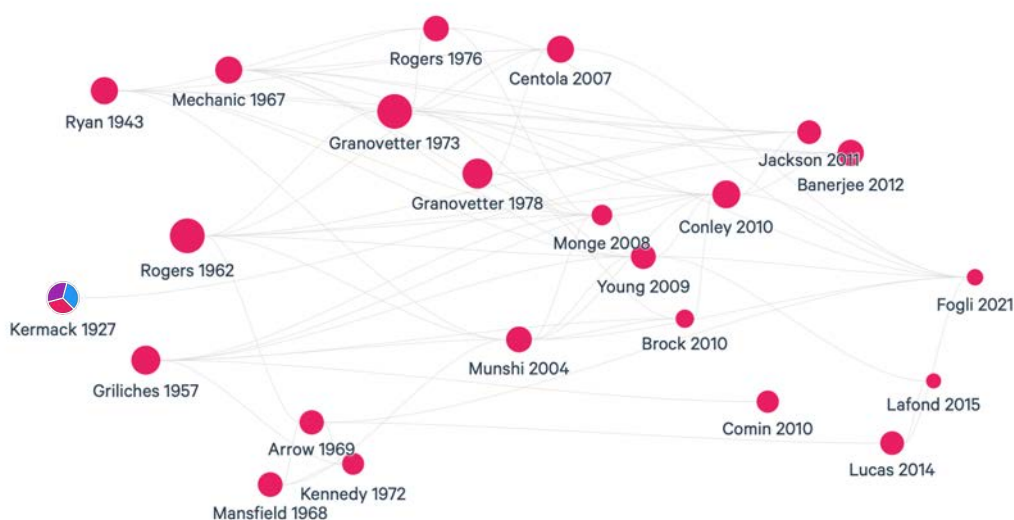 Rogers 1976
Centola 2007
Mechanic 1967
Ryan 1943
Granovetter 1973
Jackson 2011
Banerjee 2012
Granovetter 1978
Conley 2010
Monge 2008
Rogers 1962
Young 2009
Fogli 2021
Kermack 1927
Brock 2010
Munshi 2004
Griliches 1957
Lafond 2015
Comin 2010
Arrow 1969
Lucas 2014
Kennedy 1972
Mansfield 1968